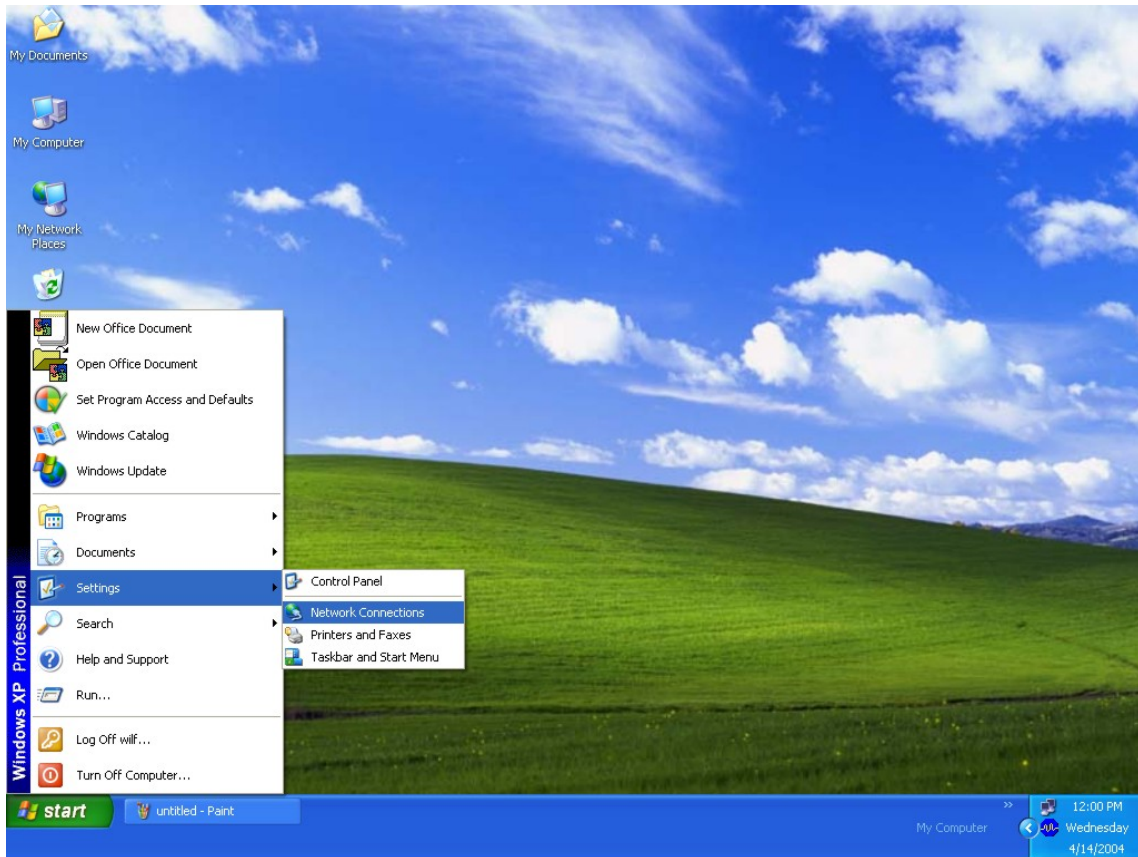 My Documents
My Computer
My Network
Places
New Office Document
Open Office Document
Set Program Access and Defaults
Windows Catalog
Windows Update
Programs
Documents
Settings
Search
Help and Support
Run...
Log Off wilf...
Turn Off Computer...
Windows XP Professional
Control Panel
Network Connections
Printers and Faxes
Taskbar and Start Menu
start
untitled - Paint
My Computer
»
12:00 PM
Wednesday
4/14/2004